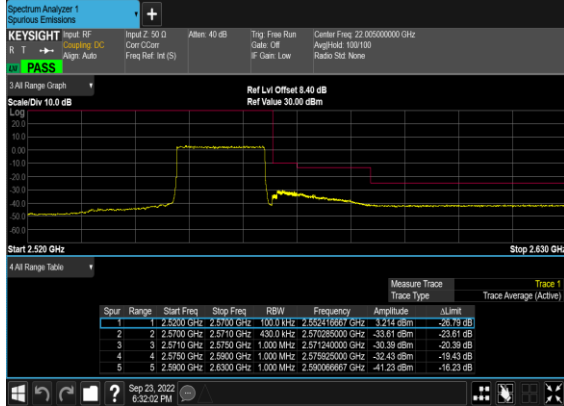 Spectrum Analyzer 1
Spurious Emissions
+
KEYSIGHT Input: RF Input Z: 50 Ω Atten: 40 dB Trig: Free Run Center Freq: 22.005000000 GHz
R T Coupling: DC Corr CCorr Gate: Off Avg|Hold: 100/100
Align: Auto Freq Ref: Int (S) IF Gain: Low Radio Std: None
PASS
3 All Range Graph Ref Lvl Offset 8.40 dB
Scale/Div 10.0 dB Ref Value 30.00 dBm
Log
20.0
10.0
0.00
-10.0
-20.0
-30.0
-40.0
-50.0
-60.0
Start 2.520 GHz Stop 2.630 GHz
4 All Range Table
Measure Trace Trace 1
Trace Type Trace Average (Active)
Spur Range Start Freq Stop Freq RBW Frequency Amplitude ΔLimit
1 1 2.5200 GHz 2.5700 GHz 100.0 kHz 2.552416667 GHz 3.214 dBm -26.79 dB
2 2 2.5700 GHz 2.5710 GHz 430.0 kHz 2.570285000 GHz -33.61 dBm -23.61 dB
3 3 2.5710 GHz 2.5750 GHz 1.000 MHz 2.571240000 GHz -30.39 dBm -20.39 dB
4 4 2.5750 GHz 2.5900 GHz 1.000 MHz 2.575925000 GHz -32.43 dBm -19.43 dB
5 5 2.5900 GHz 2.6300 GHz 1.000 MHz 2.590066667 GHz -41.23 dBm -16.23 dB
? Sep 23, 2022
6:32:02 PM